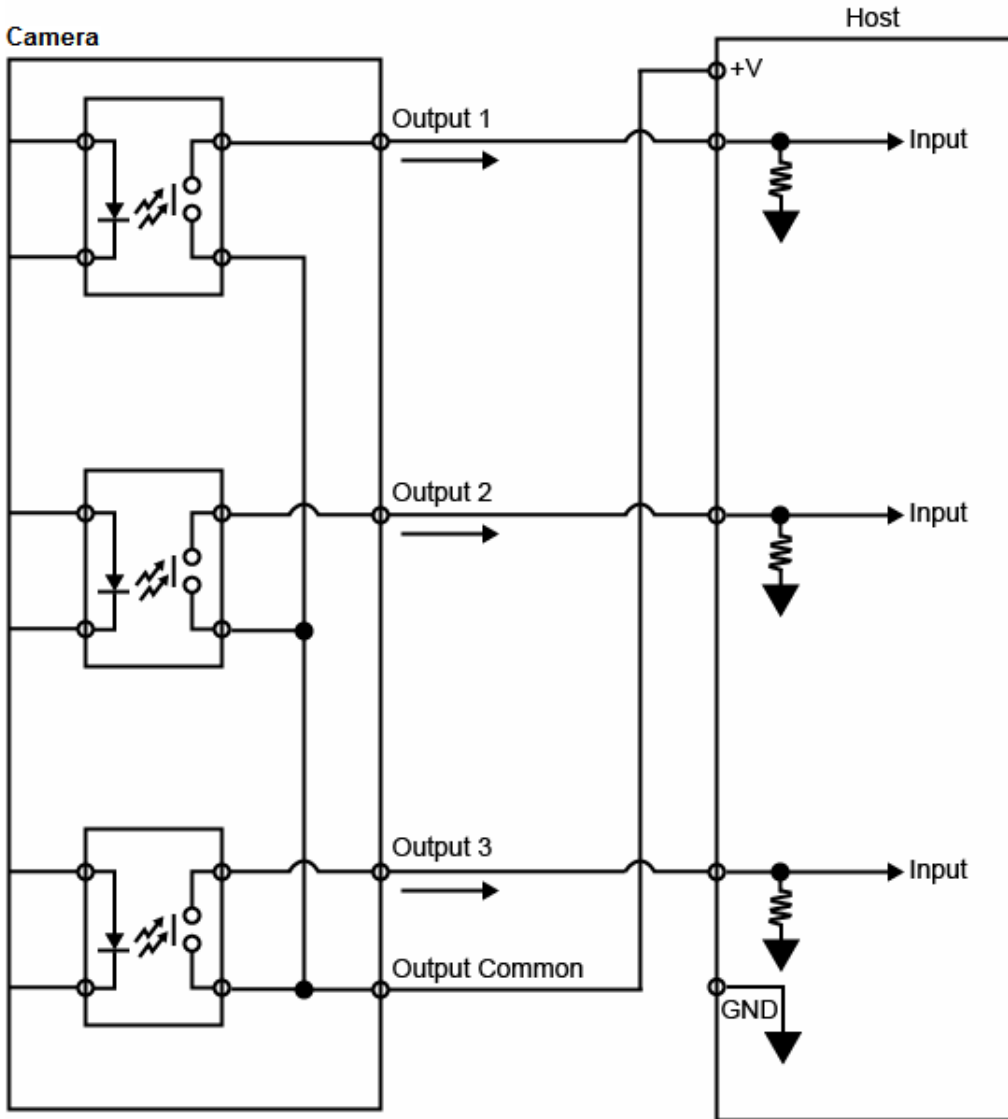 Host
Camera
+V
Output 1
Input
Output 2
Input
Output 3
Input
Output Common
GND